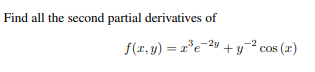 Find all the second partial derivatives of
f(x, y) = x³e⁻²ʸ + y⁻² cos (x)